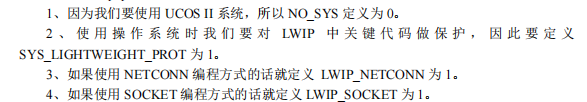 1、因为我们要使用 UCOS II 系统，所以 NO_SYS 定义为 0。
2、使用操作系统时我们要对 LWIP 中关键代码做保护，因此要定义
SYS_LIGHTWEIGHT_PROT 为 1。
3、如果使用 NETCONN 编程方式的话就定义 LWIP_NETCONN 为 1。
4、如果使用 SOCKET 编程方式的话就定义 LWIP_SOCKET 为 1。